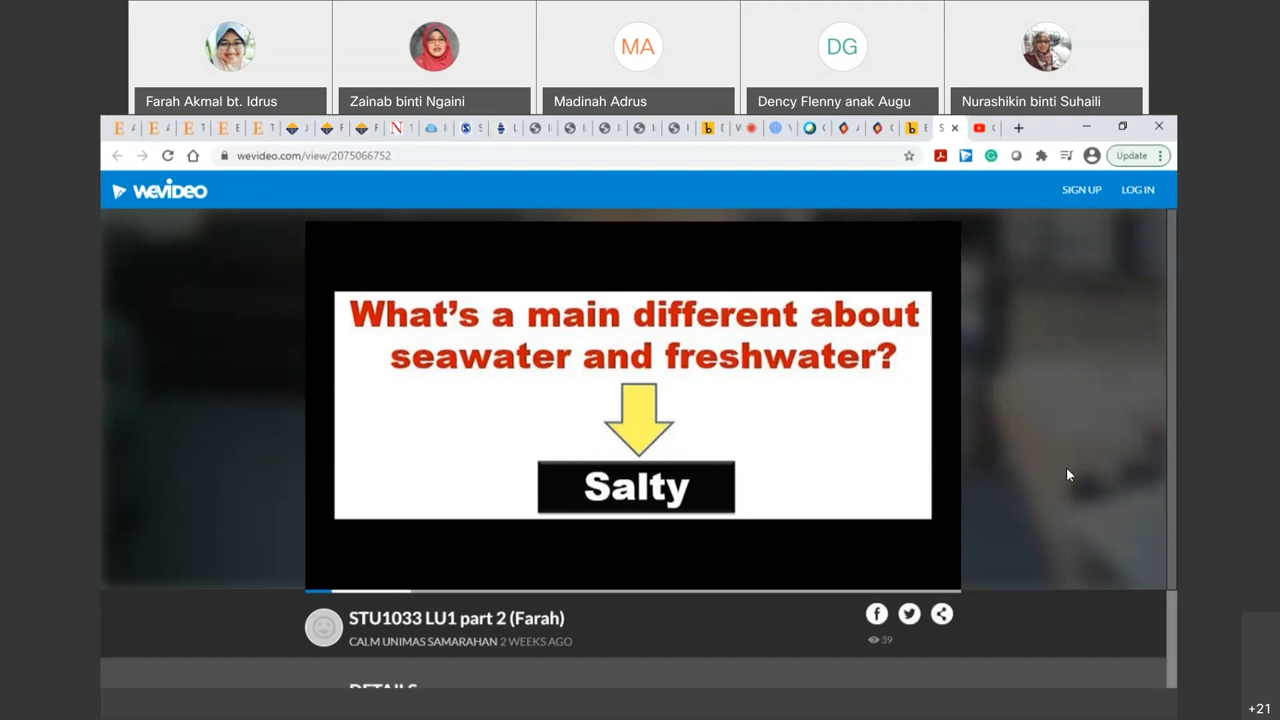 MA
DG
Farah Akmal bt. Idrus
Zainab binti Ngaini
Madinah Adrus
Dency Flenny anak Augu
Nurashikin binti Suhaili
wevideo.com/view/2075066752
Update
WEVIDEO
SIGN UP
LOG IN
What's a main different about
seawater and freshwater?
Salty
STU1033 LU1 part 2 (Farah)
CALM UNIMAS SAMARAHAN 2 WEEKS AGO
39
DETAILS
+21